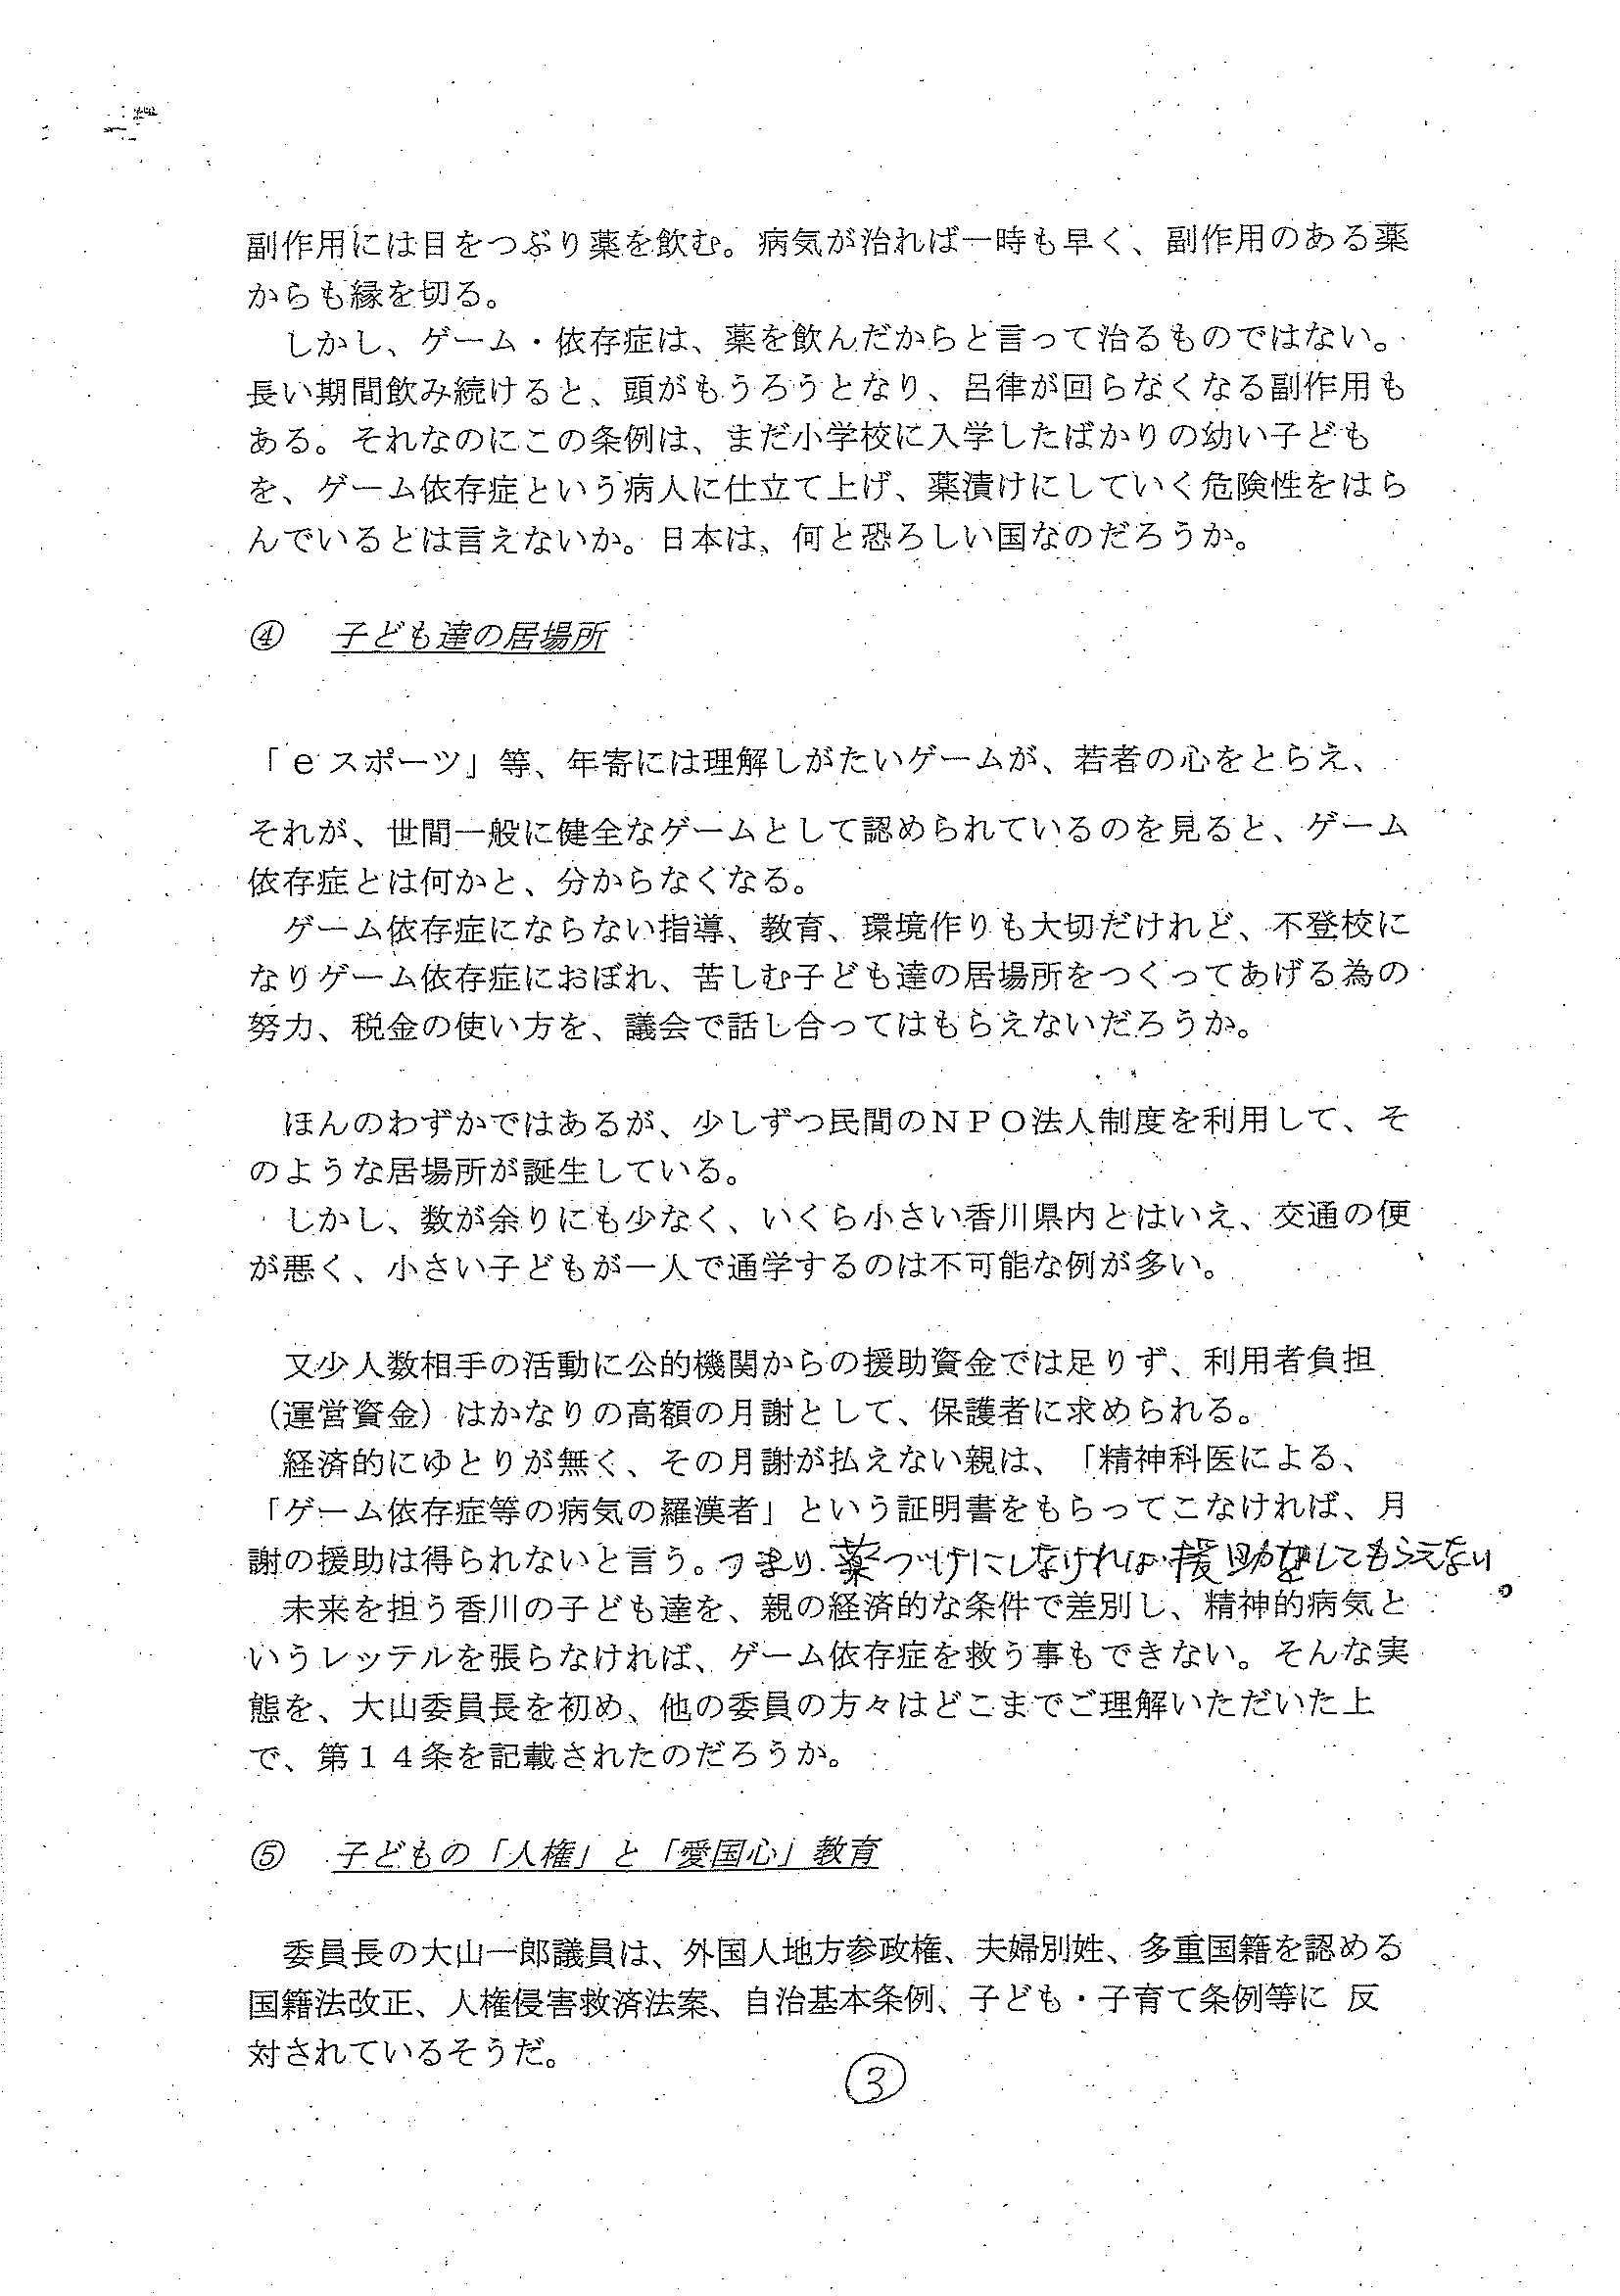 副作用には目をつぶり薬を飲む。病気が治れば一時も早く、副作用のある薬
からも縁を切る。
しかし、ゲーム・依存症は、薬を飲んだからと言って治るものではない。
長い期間飲み続けると、頭がもうろうとなり、呂律が回らなくなる副作用も
ある。それなのにこの条例は、まだ小学校に入学したばかりの幼い子ども
を、ゲーム依存症という病人に仕立て上げ、薬漬けにしていく危険性をはら
んでいるとは言えないか。日本は、何と恐ろしい国なのだろうか。
④ 子ども達の居場所
「eスポーツ」等、年寄には理解しがたいゲームが、若者の心をとらえ、
それが、世間一般に健全なゲームとして認められているのを見ると、ゲーム
依存症とは何かと、分からなくなる。
ゲーム依存症にならない指導、教育、環境作りも大切だけれど、不登校に
なりゲーム依存症におぼれ、苦しむ子ども達の居場所をつくってあげる為の
努力、税金の使い方を、議会で話し合ってはもらえないだろうか。
ほんのわずかではあるが、少しずつ民間のNPO法人制度を利用して、そ
のような居場所が誕生している。
しかし、数が余りにも少なく、いくら小さい香川県内とはいえ、交通の便
が悪く、小さい子どもが一人で通学するのは不可能な例が多い。
又少人数相手の活動に公的機関からの援助資金では足りず、利用者負担
（運営資金）はかなりの高額の月謝として、保護者に求められる。
経済的にゆとりが無く、その月謝が払えない親は、「精神科医による、
「ゲーム依存症等の病気の羅漢者」という証明書をもらってこなければ、月
謝の援助は得られないと言う。つまり、薬づけにしなければ援助をしてもらえない。
未来を担う香川の子ども達を、親の経済的な条件で差別し、精神的病気と
いうレッテルを張らなければ、ゲーム依存症を救う事もできない。そんな実
態を、大山委員長を初め、他の委員の方々はどこまでご理解いただいた上
で、第１４条を記載されたのだろうか。
⑤ 子どもの「人権」と「愛国心」教育
委員長の大山一郎議員は、外国人地方参政権、夫婦別姓、多重国籍を認める
国籍法改正、人権侵害救済法案、自治基本条例、子ども・子育て条例等に 反
対されているそうだ。
③